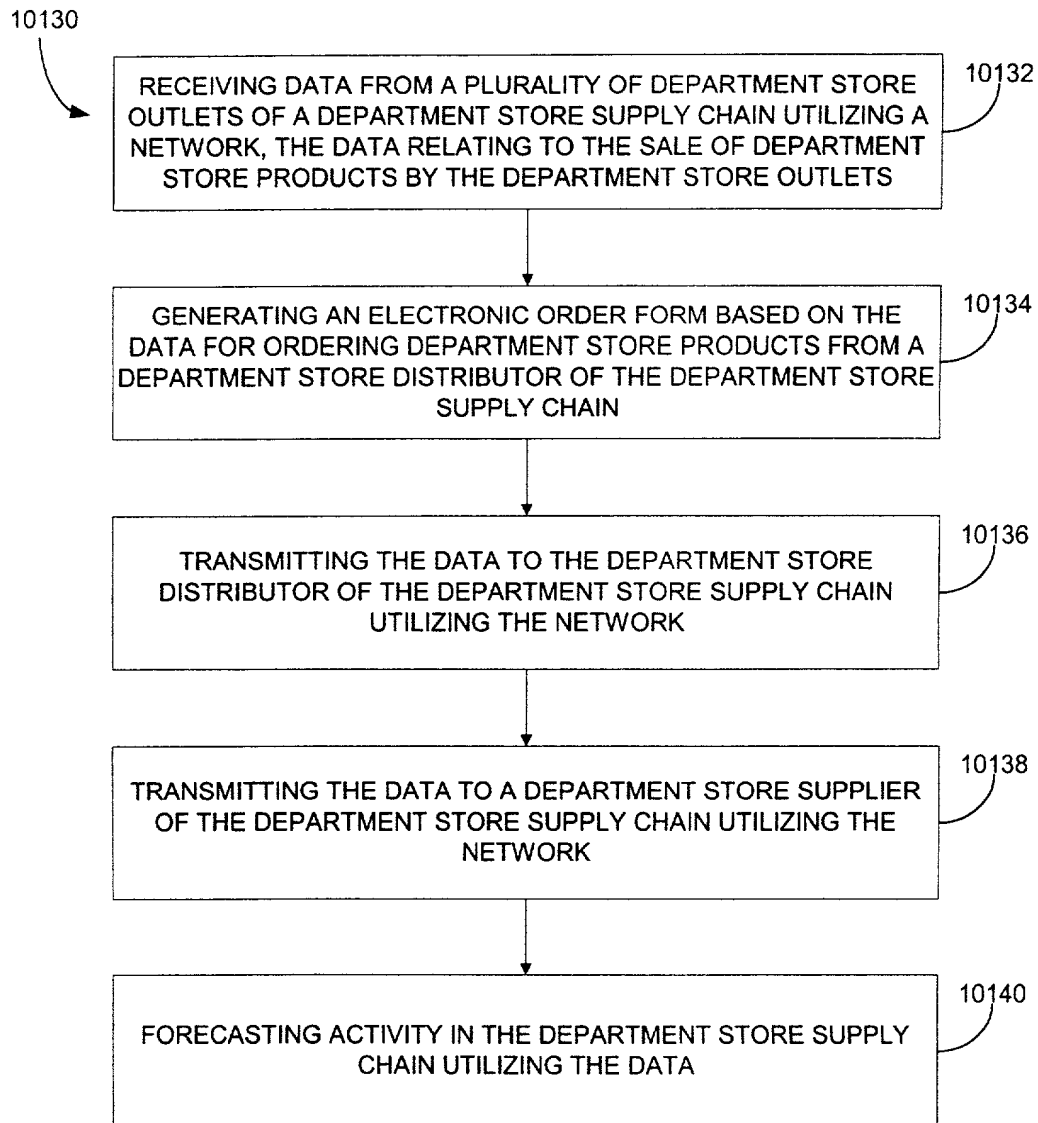 10130
RECEIVING DATA FROM A PLURALITY OF DEPARTMENT STORE
OUTLETS OF A DEPARTMENT STORE SUPPLY CHAIN UTILIZING A
NETWORK, THE DATA RELATING TO THE SALE OF DEPARTMENT
STORE PRODUCTS BY THE DEPARTMENT STORE OUTLETS
10132
GENERATING AN ELECTRONIC ORDER FORM BASED ON THE
DATA FOR ORDERING DEPARTMENT STORE PRODUCTS FROM A
DEPARTMENT STORE DISTRIBUTOR OF THE DEPARTMENT STORE
SUPPLY CHAIN
10134
TRANSMITTING THE DATA TO THE DEPARTMENT STORE
DISTRIBUTOR OF THE DEPARTMENT STORE SUPPLY CHAIN
UTILIZING THE NETWORK
10136
TRANSMITTING THE DATA TO A DEPARTMENT STORE SUPPLIER
OF THE DEPARTMENT STORE SUPPLY CHAIN UTILIZING THE
NETWORK
10138
FORECASTING ACTIVITY IN THE DEPARTMENT STORE SUPPLY
CHAIN UTILIZING THE DATA
10140